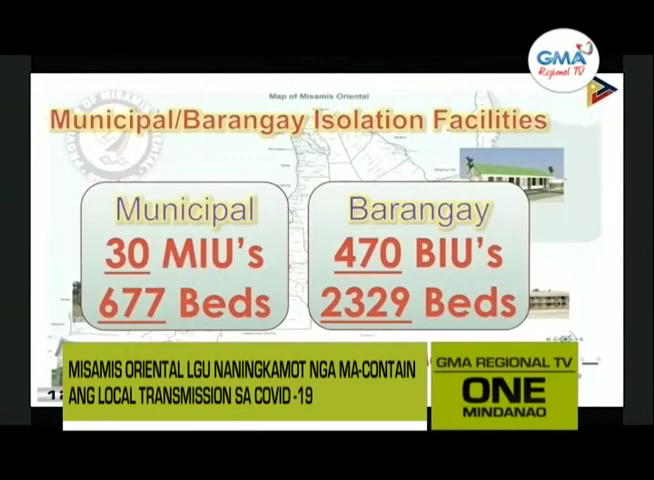 GMA
Regional TV
Map of Misamis Oriental
Municipal/Barangay Isolation Facilities
Municipal
30 MIU's
677 Beds
Barangay
470 BIU's
2329 Beds
MISAMIS ORIENTAL LGU NANINGKAMOT NGA MA-CONTAIN
ANG LOCAL TRANSMISSION SA COVID -19
GMA REGIONAL TV
ONE
MINDANAO